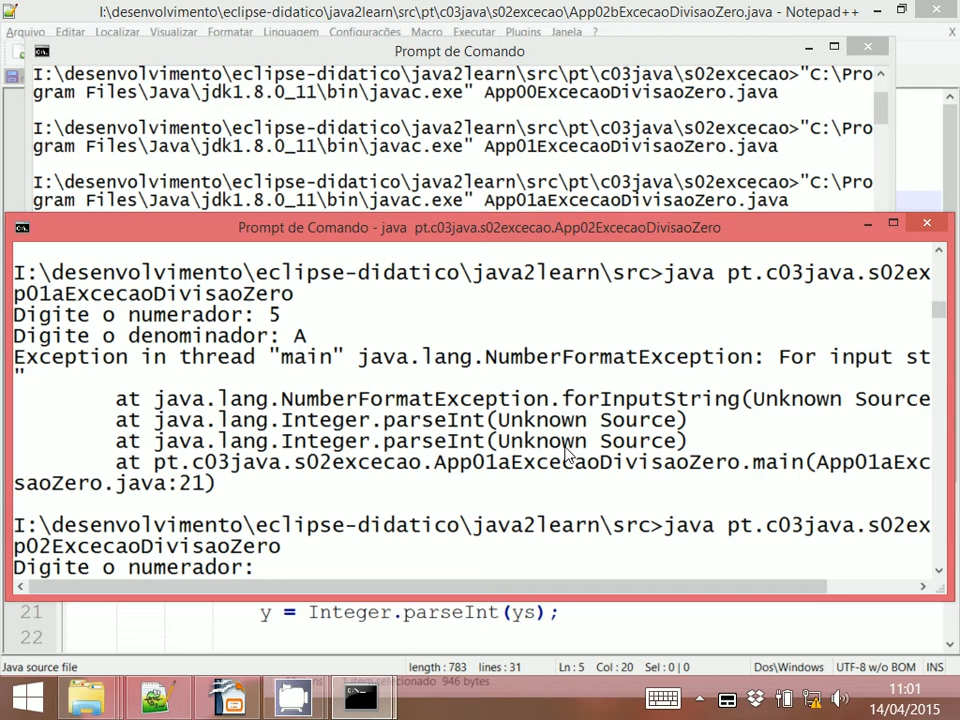 I:\desenvolvimento\eclipse-didatico\java2learn\src\pt\c03java\s02excecao\App02bExcecaoDivisaoZero.java - Notepad++
Arquivo Editar Localizar Visualizar Formatar Linguagem Configurações Macro Executar Plugins Janela ? X
Prompt de Comando
I:\desenvolvimento\eclipse-didatico\java2learn\src\pt\c03java\s02excecao>"C:\Pro
gram Files\Java\jdk1.8.0_11\bin\javac.exe" App00ExcecaoDivisaoZero.java
I:\desenvolvimento\eclipse-didatico\java2learn\src\pt\c03java\s02excecao>"C:\Pro
gram Files\Java\jdk1.8.0_11\bin\javac.exe" App01ExcecaoDivisaoZero.java
I:\desenvolvimento\eclipse-didatico\java2learn\src\pt\c03java\s02excecao>"C:\Pro
gram Files\Java\jdk1.8.0_11\bin\javac.exe" App01aExcecaoDivisaoZero.java
Prompt de Comando - java pt.c03java.s02excecao.App02ExcecaoDivisaoZero
I:\desenvolvimento\eclipse-didatico\java2learn\src>java pt.c03java.s02ex
p01aExcecaoDivisaoZero
Digite o numerador: 5
Digite o denominador: A
Exception in thread "main" java.lang.NumberFormatException: For input st
"
at java.lang.NumberFormatException.forInputString(Unknown Source
at java.lang.Integer.parseInt(Unknown Source)
at java.lang.Integer.parseInt(Unknown Source)
at pt.c03java.s02excecao.App01aExcecaoDivisaoZero.main(App01aExc
saoZero.java:21)
I:\desenvolvimento\eclipse-didatico\java2learn\src>java pt.c03java.s02ex
p02ExcecaoDivisaoZero
Digite o numerador:
21 y = Integer.parseInt(ys);
22
Java source file length : 783 lines : 31 Ln : 5 Col : 20 Sel : 0 | 0 Dos\Windows UTF-8 w/o BOM INS
1 item selecionado 946 bytes
11:01
14/04/2015